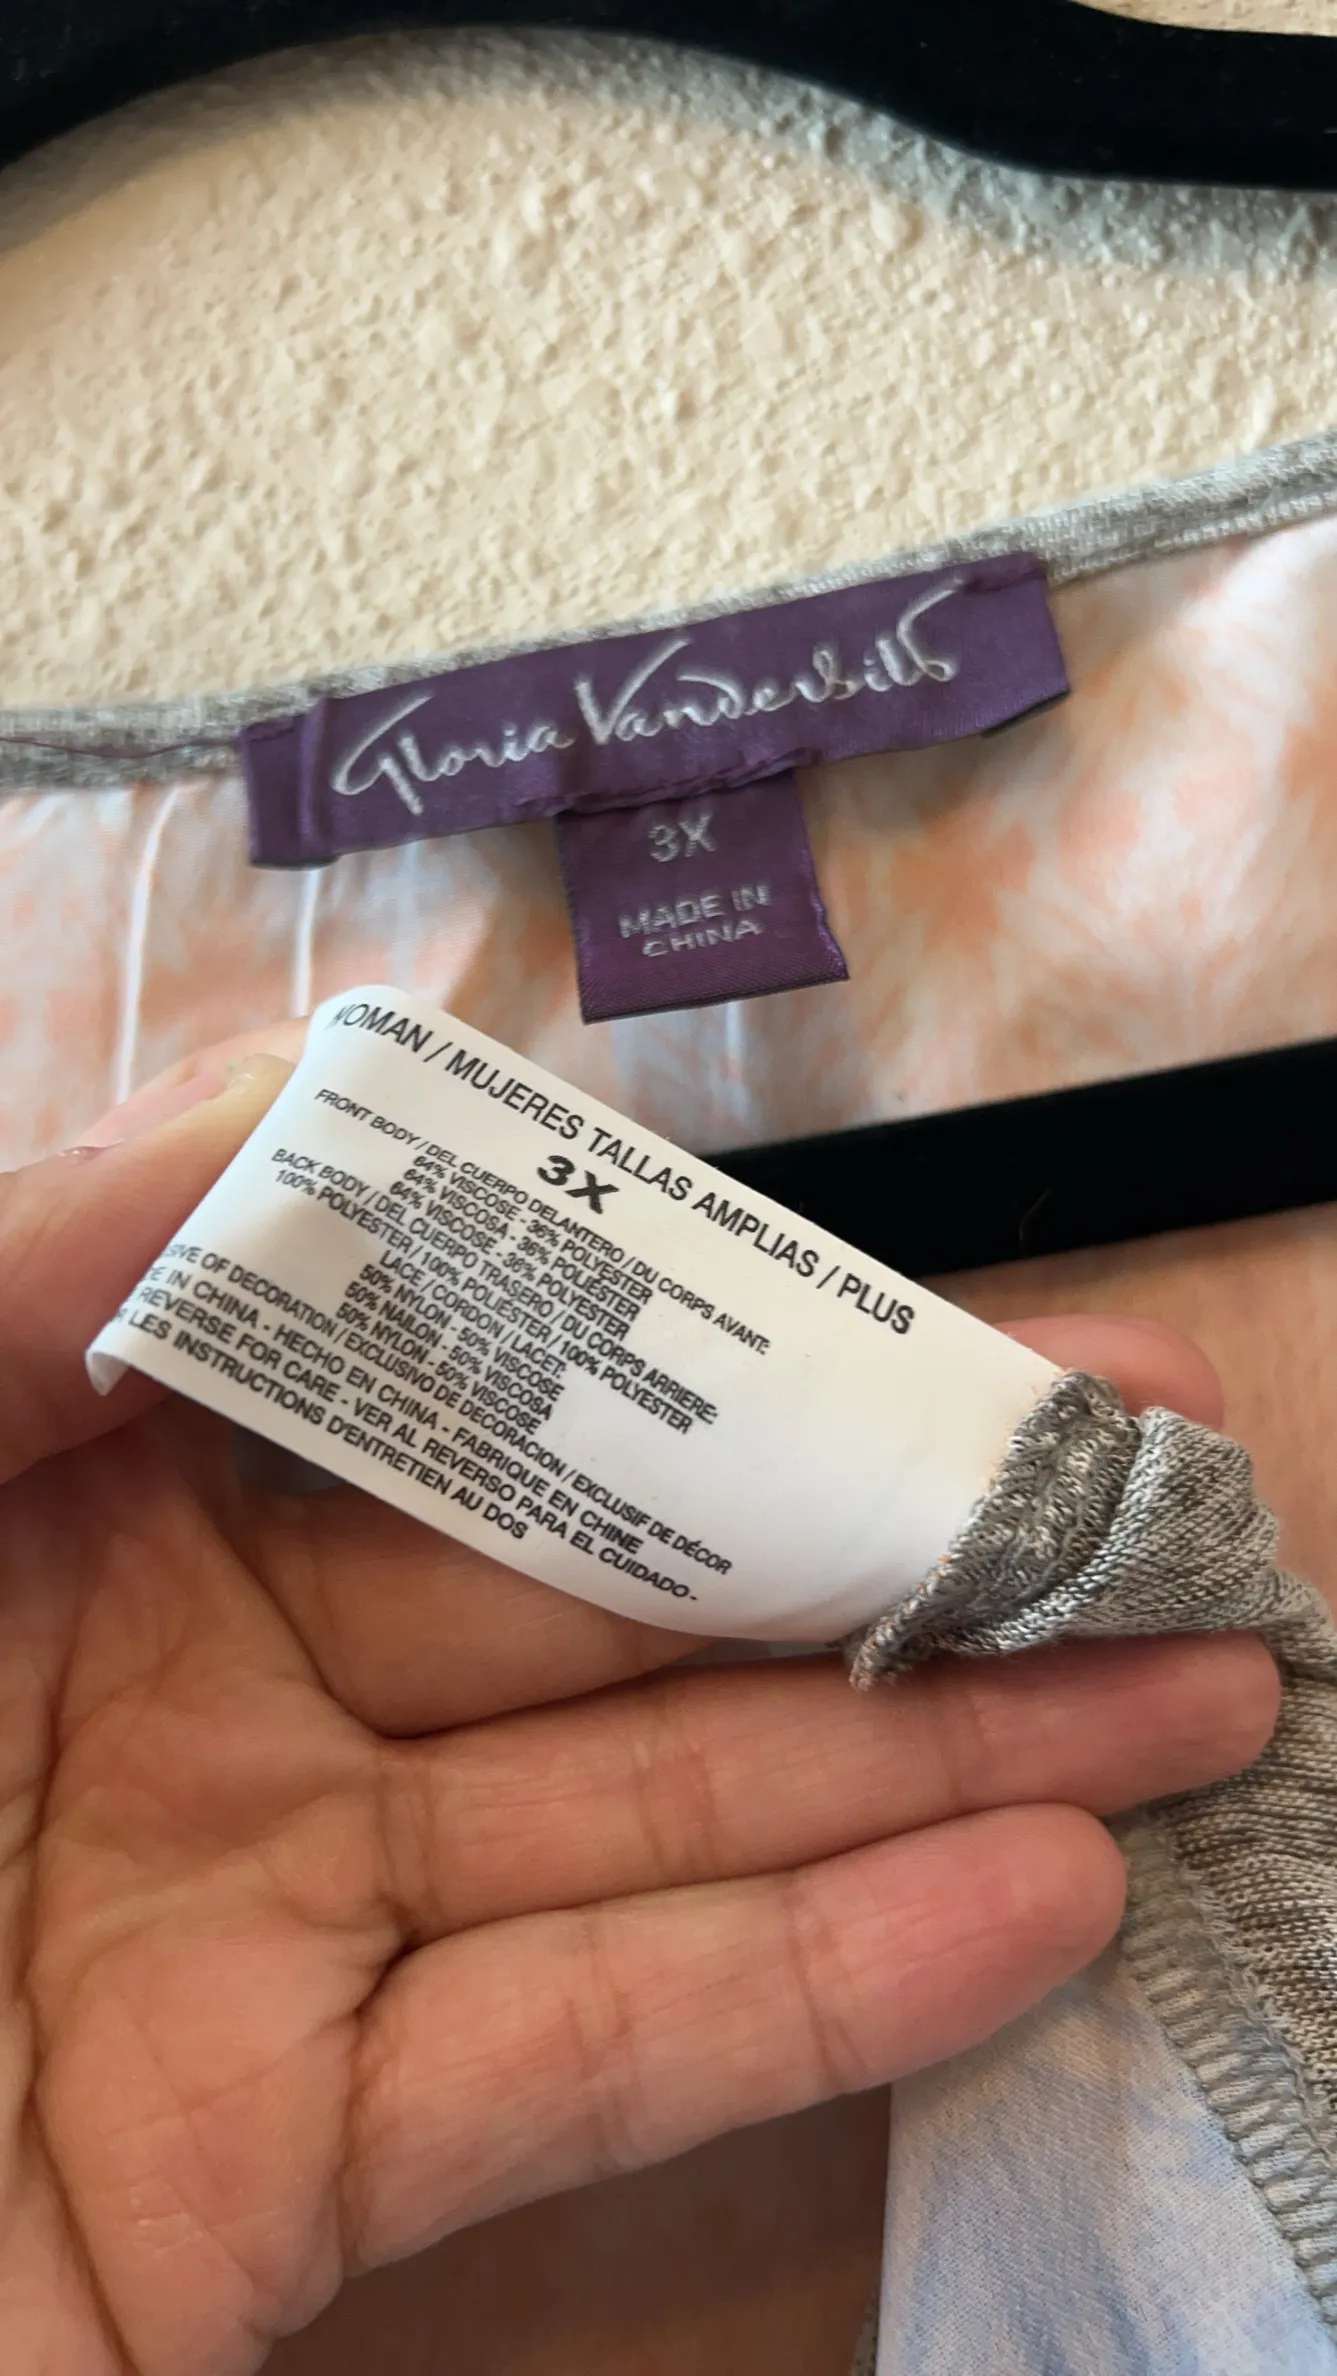 Gloria Vanderbilt
3X
MADE IN
CHINA
WOMAN / MUJERES TALLAS AMPLIAS / PLUS
3X
FRONT BODY / DEL CUERPO DELANTERO / DU CORPS AVANT:
64% VISCOSE - 36% POLYESTER
64% VISCOSA - 36% POLIÉSTER
64% VISCOSE - 36% POLYESTER
BACK BODY / DEL CUERPO TRASERO / DU CORPS ARRIERE:
100% POLYESTER / 100% POLIÉSTER / 100% POLYESTER
LACE / CORDON / LACET:
50% NYLON - 50% VISCOSE
50% NAILON - 50% VISCOSA
50% NYLON - 50% VISCOSE
SIVE OF DECORATION / EXCLUSIVO DE DECORACION / EXCLUSIF DE DÉCOR
DE IN CHINA - HECHO EN CHINA - FABRIQUE EN CHINE
REVERSE FOR CARE - VER AL REVERSO PARA EL CUIDADO -
LES INSTRUCTIONS D'ENTRETIEN AU DOS